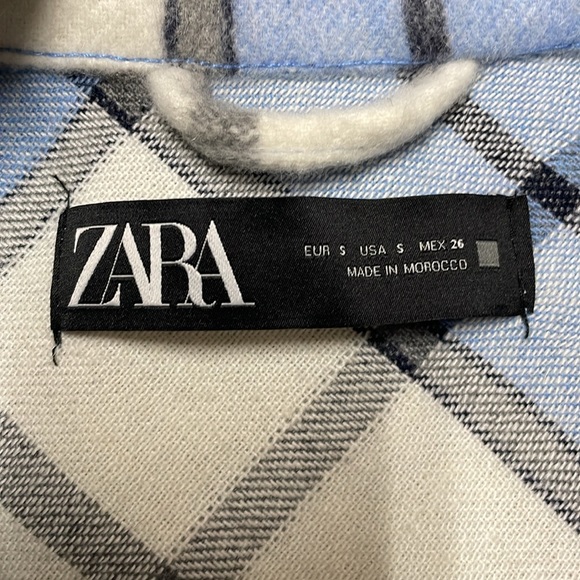 ZARA
EUR S USA S MEX 26
MADE IN MOROCCO